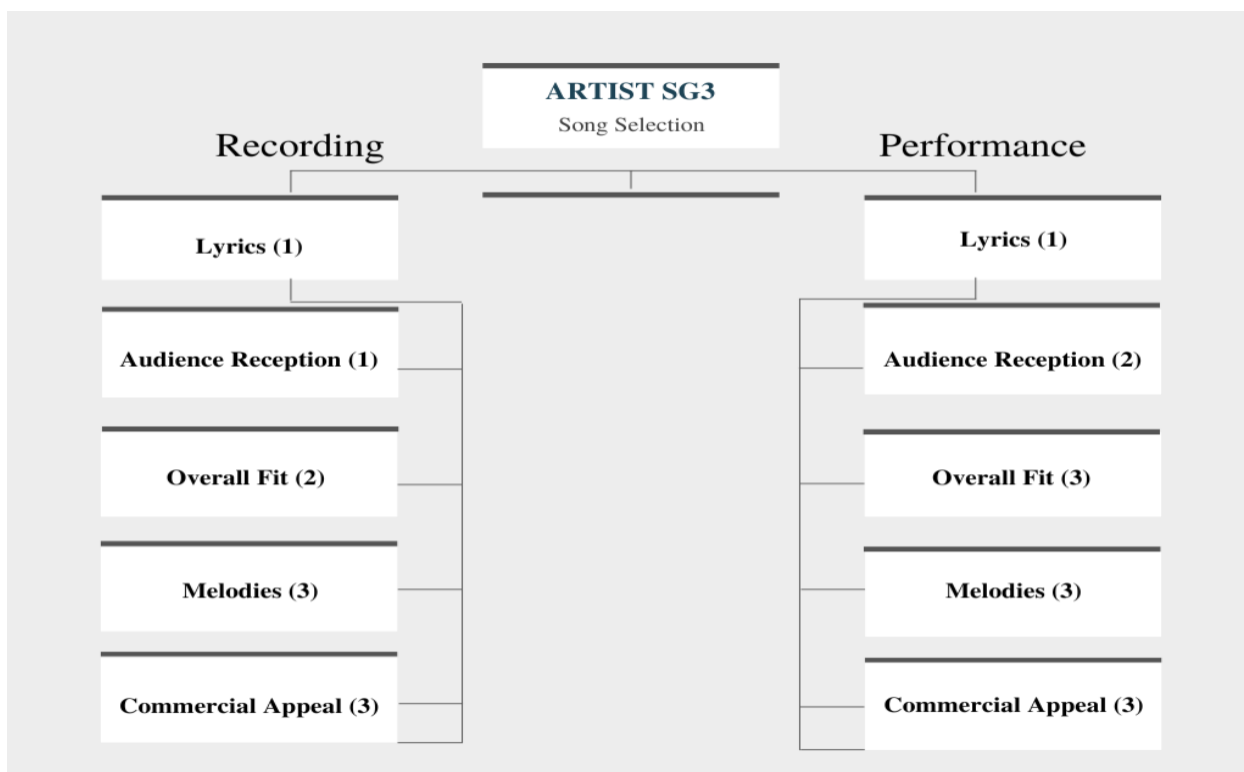 ARTIST SG3
Song Selection
Recording
Performance
Lyrics (1)
Audience Reception (1)
Overall Fit (2)
Melodies (3)
Commercial Appeal (3)
Lyrics (1)
Audience Reception (2)
Overall Fit (3)
Melodies (3)
Commercial Appeal (3)